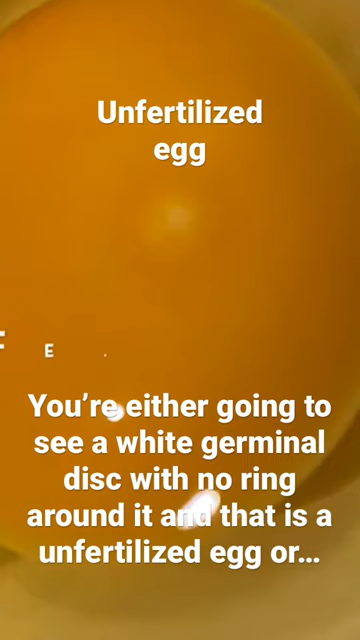 Unfertilized
egg
F E .
You’re either going to
see a white germinal
disc with no ring
around it and that is a
unfertilized egg or...